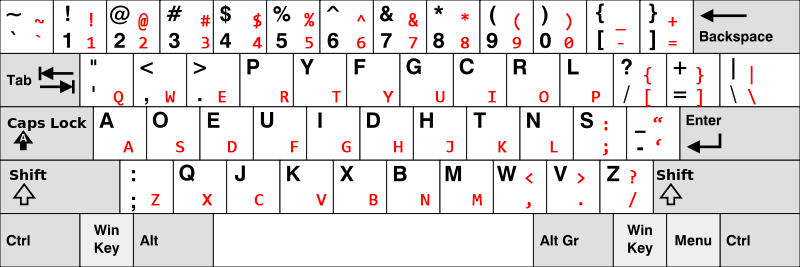 ~ ~ ! ! @ @ # # $ $ % % ^ ^ & & * * ( ( ) ) { _ } +
` ` 1 1 2 2 3 3 4 4 5 5 6 6 7 7 8 8 9 9 0 0 [ - ] = Backspace
Tab " < > P Y F G C R L ? { + } | |
' Q , W . E R T Y U I O P / [ = ] \ \
Caps Lock A O E U I D H T N S : _ “ Enter
A A S D F G H J K L ; - ‘
Shift : Q J K X B M W < V > Z ? Shift
; Z X C V B N M , . /
Ctrl Win Key Alt Alt Gr Win Key Menu Ctrl